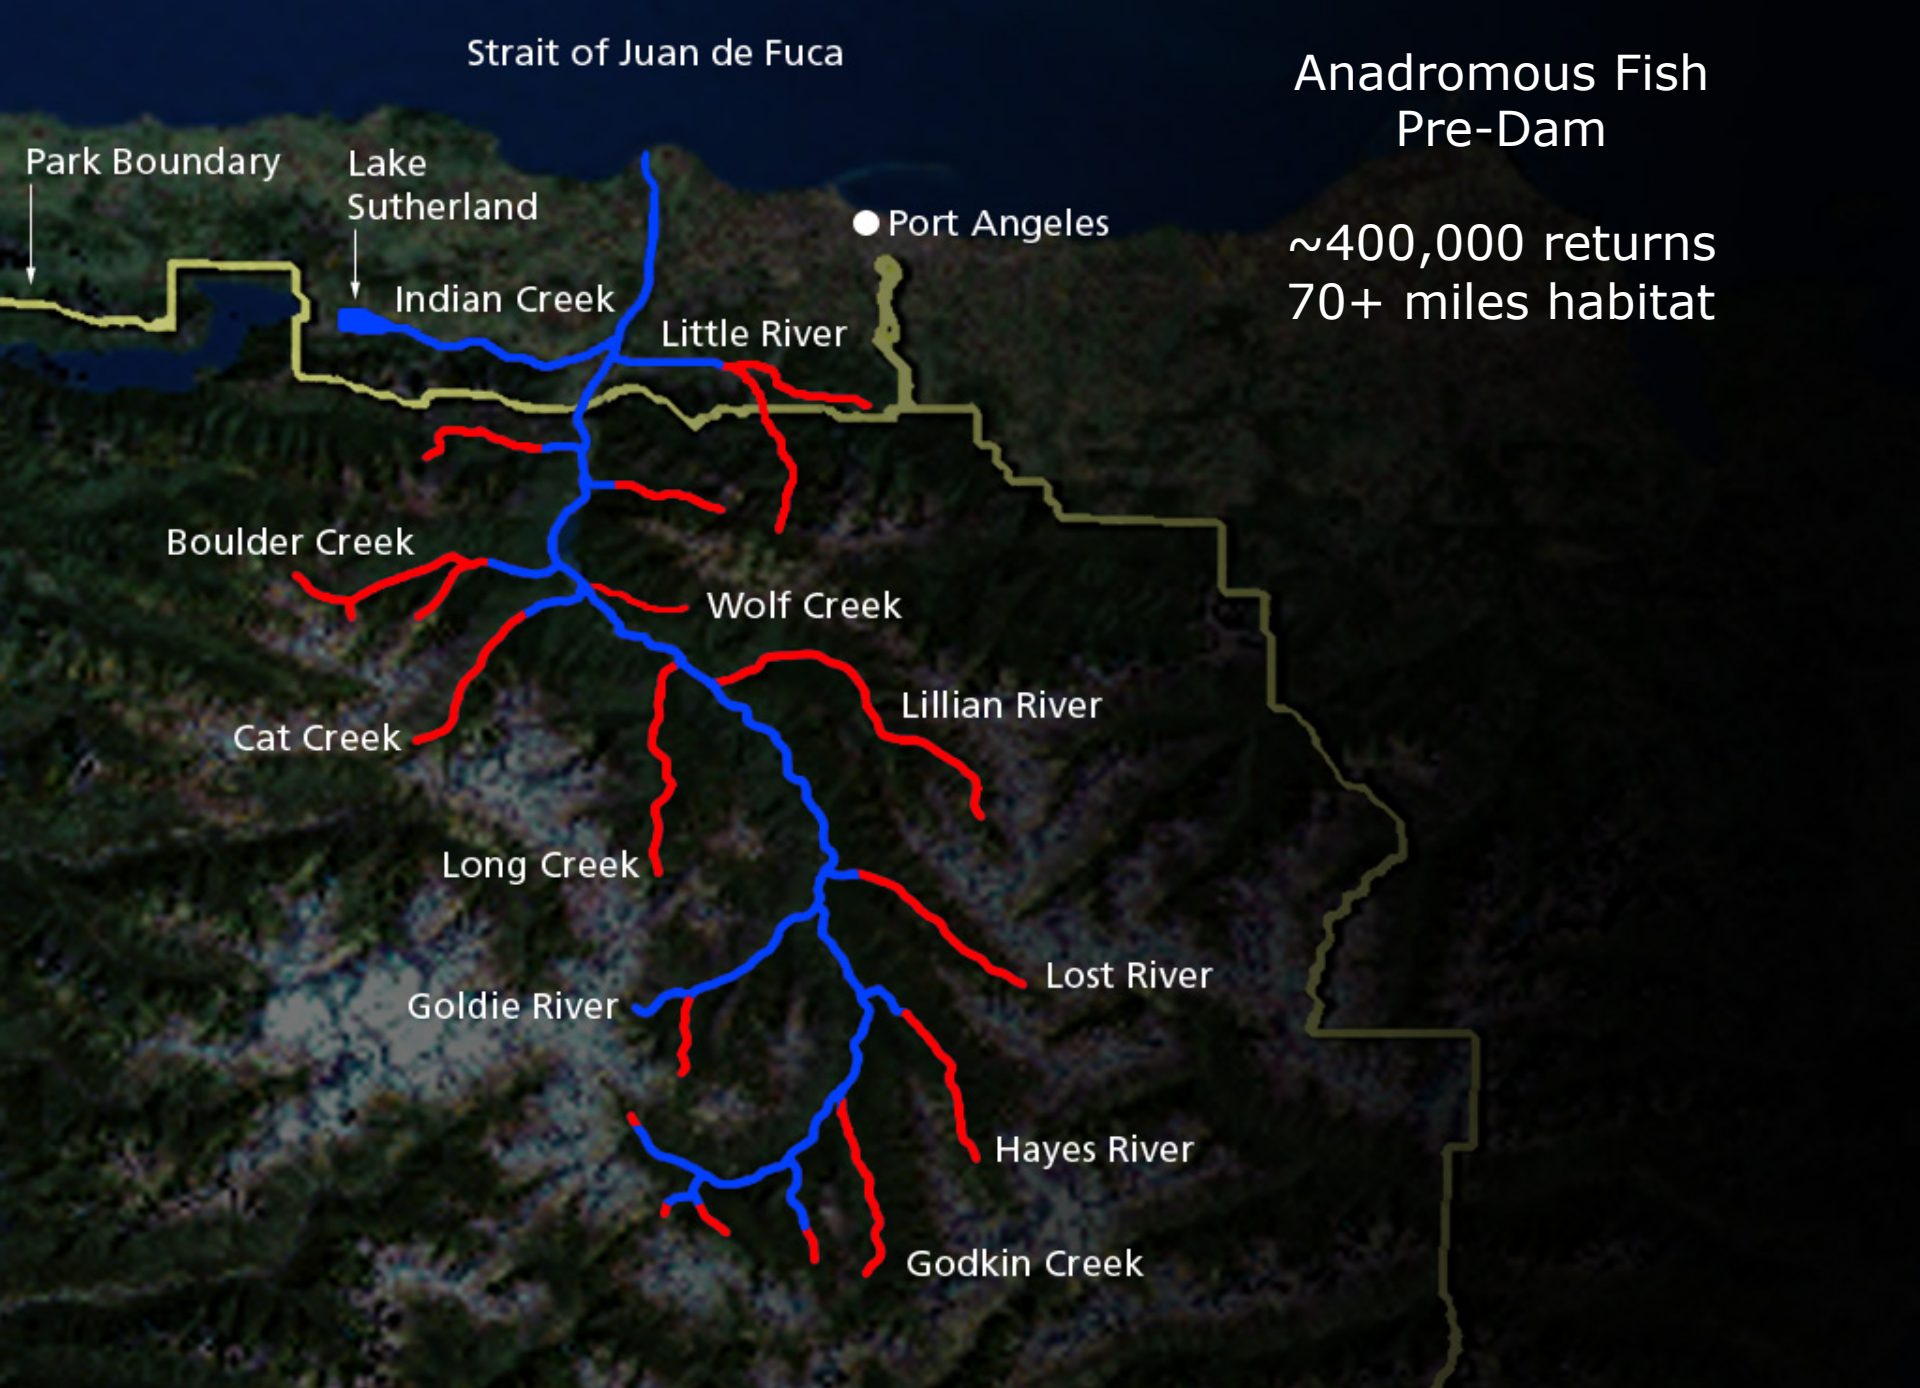 Strait of Juan de Fuca
Anadromous Fish
Pre-Dam
~400,000 returns
70+ miles habitat
Park Boundary
Lake
Sutherland
Port Angeles
Indian Creek
Little River
Boulder Creek
Wolf Creek
Lillian River
Cat Creek
Long Creek
Lost River
Goldie River
Hayes River
Godkin Creek